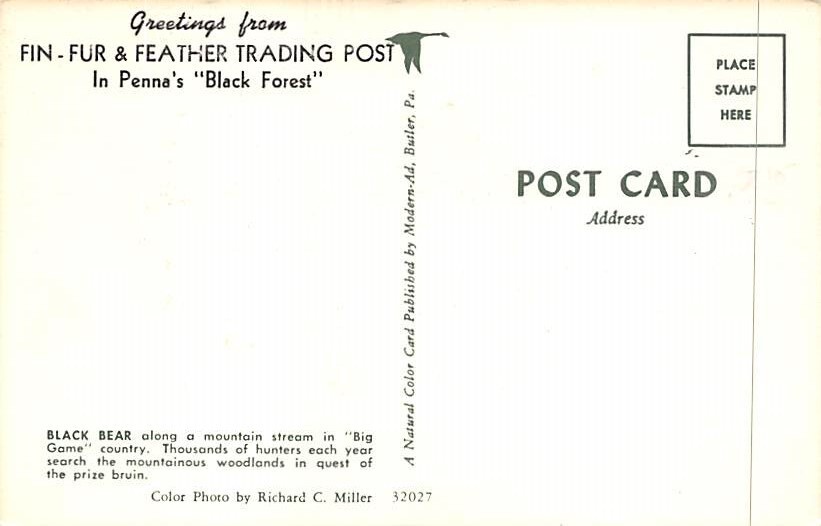 Greetings from
FIN - FUR & FEATHER TRADING POST
In Penna's "Black Forest"
A Natural Color Card Published by Modern-Ad, Butler, Pa.
PLACE
STAMP
HERE
POST CARD
Address
BLACK BEAR along a mountain stream in "Big
Game" country. Thousands of hunters each year
search the mountainous woodlands in quest of
the prize bruin.
Color Photo by Richard C. Miller 32027